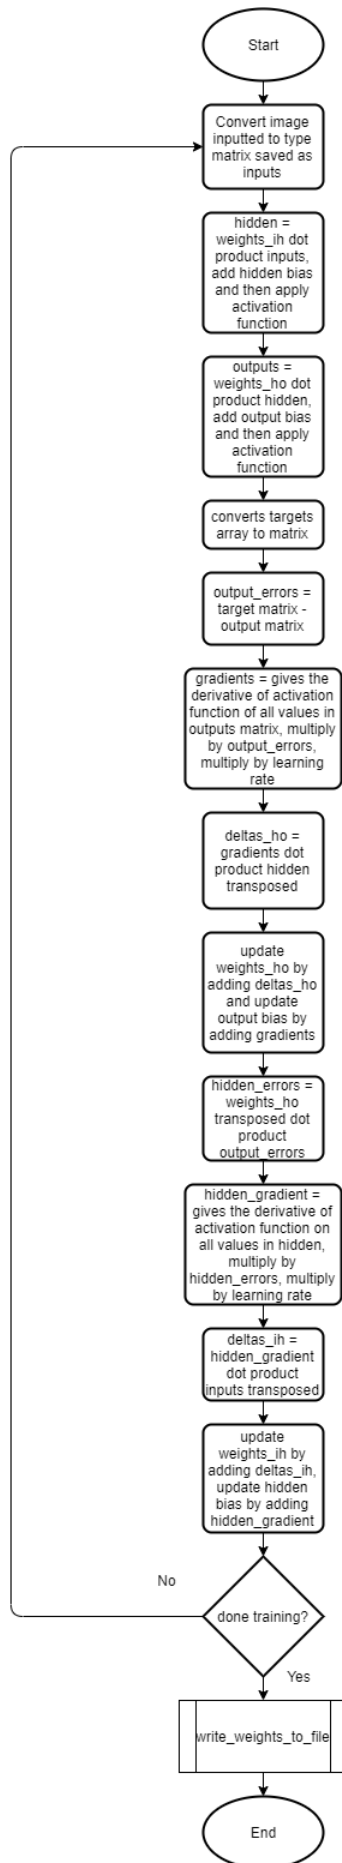 Start
Convert image
inputted to type
matrix saved as
inputs
hidden =
weights_ih dot
product inputs,
add hidden bias
and then apply
activation
function
outputs =
weights_ho dot
product hidden,
add output bias
and then apply
activation
function
converts targets
array to matrix
output_errors =
target matrix -
output matrix
gradients = gives the
derivative of activation
function of all values in
outputs matrix, multiply
by output_errors,
multiply by learning
rate
deltas_ho =
gradients dot
product hidden
transposed
update
weights_ho by
adding deltas_ho
and update
output bias by
adding gradients
hidden_errors =
weights_ho
transposed dot
product
output_errors
hidden_gradient =
gives the derivative of
activation function on
all values in hidden,
multiply by
hidden_errors, multiply
by learning rate
deltas_ih =
hidden_gradient
dot product
inputs transposed
update
weights_ih by
adding deltas_ih,
update hidden
bias by adding
hidden_gradient
No
done training?
Yes
write_weights_to_file
End